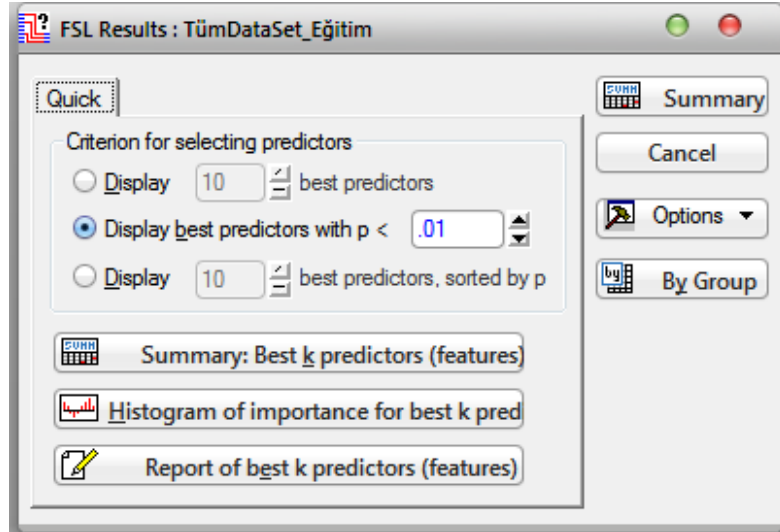 FSL Results : TümDataSet_Eğitim
Quick
Criterion for selecting predictors
Display 10 best predictors
Display best predictors with p < .01
Display 10 best predictors, sorted by p
Summary: Best k predictors (features)
Histogram of importance for best k pred
Report of best k predictors (features)
SUMM Summary
Cancel
Options
by By Group